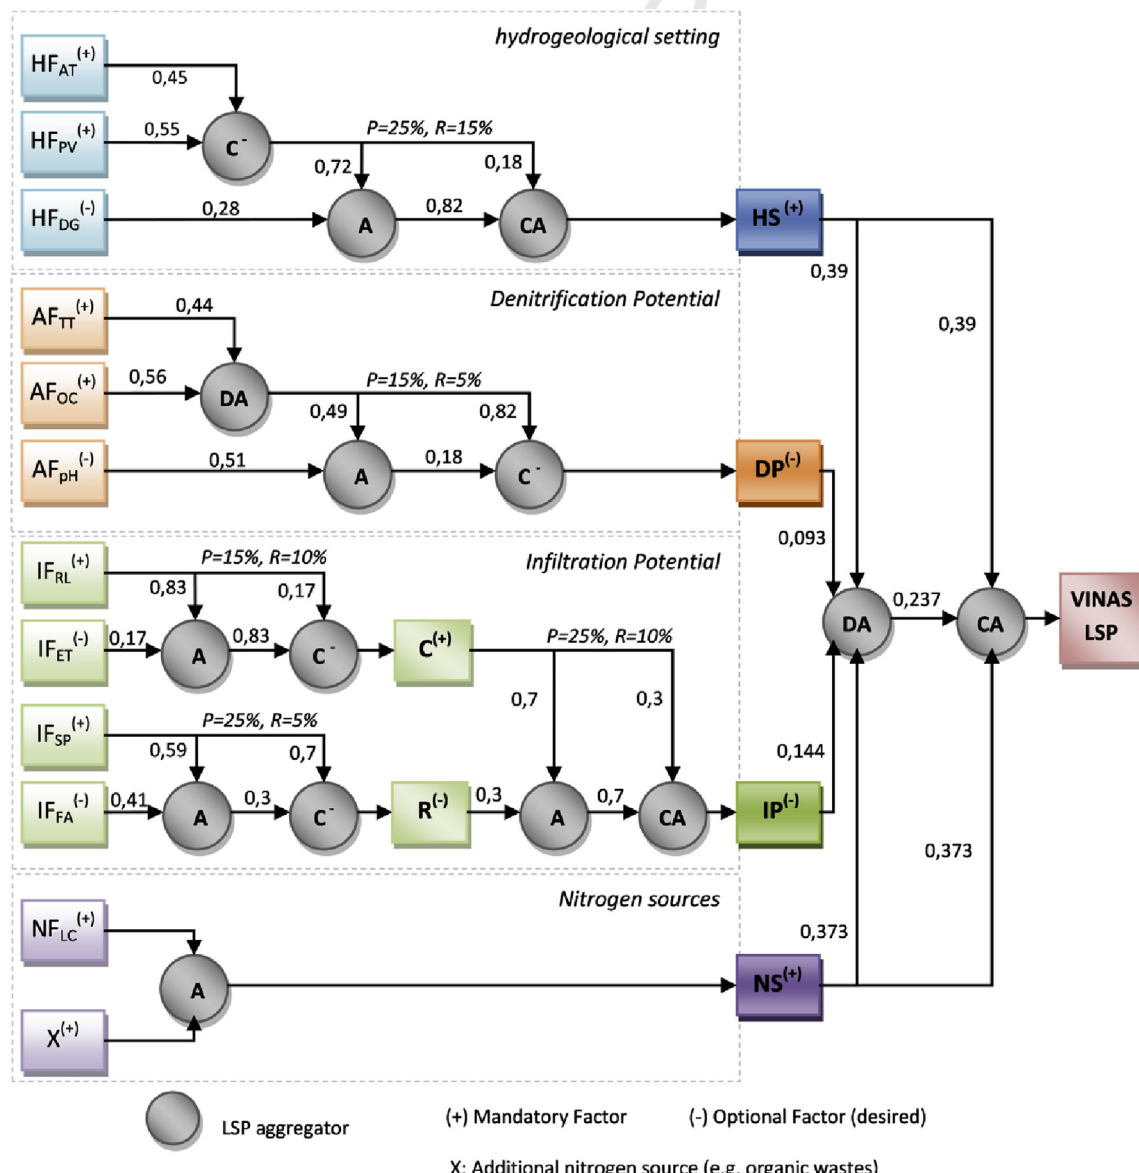 hydrogeological setting
HF_AT (+)
0,45
HF_PV (+)
0,55
C -
P=25%, R=15%
0,72
0,18
HF_DG (-)
0,28
A
0,82
CA
HS (+)
0,39
0,39
Denitrification Potential
AF_TT (+)
0,44
AF_OC (+)
0,56
DA
P=15%, R=5%
0,49
0,82
AF_pH (-)
0,51
A
0,18
C -
DP (-)
0,093
Infiltration Potential
IF_RL (+)
P=15%, R=10%
0,83
0,17
IF_ET (-)
0,17
A
0,83
C -
C (+)
P=25%, R=10%
0,7
0,3
IF_SP (+)
P=25%, R=5%
0,59
0,7
IF_FA (-)
0,41
A
0,3
C -
R (-)
0,3
A
0,7
CA
IP (-)
0,144
DA
0,237
CA
VINAS
LSP
0,373
0,373
Nitrogen sources
NF_LC (+)
A
NS (+)
X (+)
LSP aggregator
(+) Mandatory Factor
(-) Optional Factor (desired)
X: Additional nitrogen source (e.g. organic wastes)